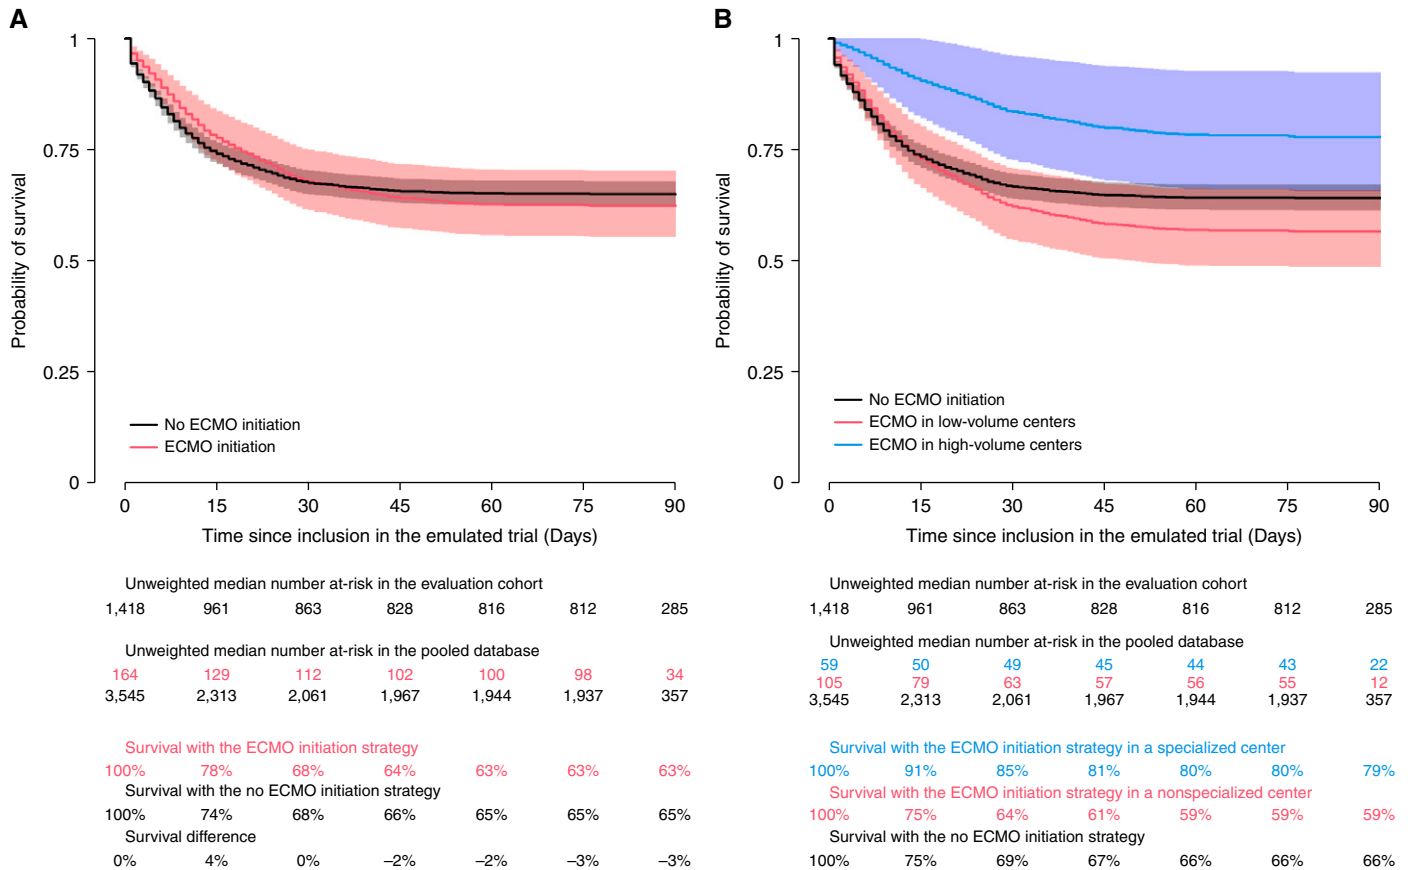 A
1
0.75
0.5
0.25
0
Probability of survival
No ECMO initiation
ECMO initiation
0 15 30 45 60 75 90
Time since inclusion in the emulated trial (Days)
Unweighted median number at-risk in the evaluation cohort
1,418 961 863 828 816 812 285
Unweighted median number at-risk in the pooled database
164 129 112 102 100 98 34
3,545 2,313 2,061 1,967 1,944 1,937 357
Survival with the ECMO initiation strategy
100% 78% 68% 64% 63% 63% 63%
Survival with the no ECMO initiation strategy
100% 74% 68% 66% 65% 65% 65%
Survival difference
0% 4% 0% –2% –2% –3% –3%
B
1
0.75
0.5
0.25
0
Probability of survival
No ECMO initiation
ECMO in low-volume centers
ECMO in high-volume centers
0 15 30 45 60 75 90
Time since inclusion in the emulated trial (Days)
Unweighted median number at-risk in the evaluation cohort
1,418 961 863 828 816 812 285
Unweighted median number at-risk in the pooled database
59 50 49 45 44 43 22
105 79 63 57 56 55 12
3,545 2,313 2,061 1,967 1,944 1,937 357
Survival with the ECMO initiation strategy in a specialized center
100% 91% 85% 81% 80% 80% 79%
Survival with the ECMO initiation strategy in a nonspecialized center
100% 75% 64% 61% 59% 59% 59%
Survival with the no ECMO initiation strategy
100% 75% 69% 67% 66% 66% 66%